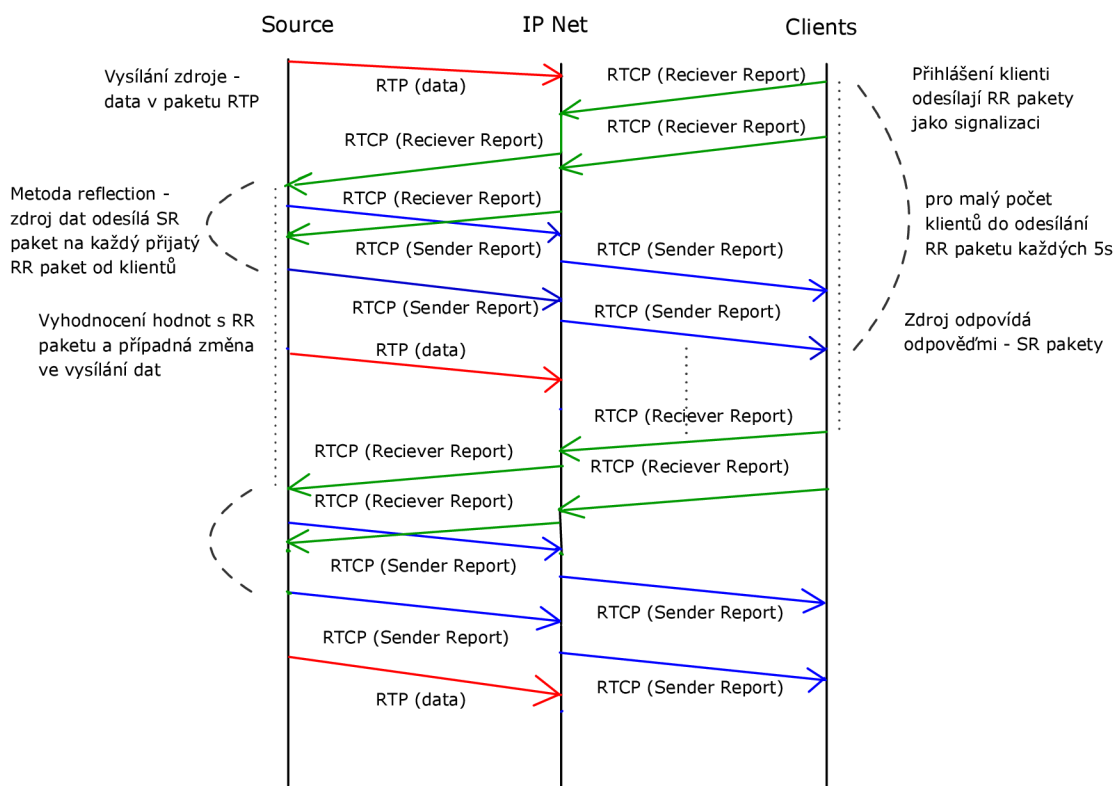 Source
IP Net
Clients
Vysílání zdroje -
data v paketu RTP
RTP (data)
RTCP (Reciever Report)
Přihlášení klienti
odesílají RR pakety
jako signalizaci
RTCP (Reciever Report)
RTCP (Reciever Report)
Metoda reflection -
zdroj dat odesílá SR
paket na každý přijatý
RR paket od klientů
RTCP (Reciever Report)
pro malý počet
klientů do odesílání
RR paketu každých 5s
RTCP (Sender Report)
RTCP (Sender Report)
RTCP (Sender Report)
RTCP (Sender Report)
Vyhodnocení hodnot s RR
paketu a případná změna
ve vysílání dat
Zdroj odpovídá
odpověďmi - SR pakety
RTP (data)
RTCP (Reciever Report)
RTCP (Reciever Report)
RTCP (Reciever Report)
RTCP (Reciever Report)
RTCP (Sender Report)
RTCP (Sender Report)
RTCP (Sender Report)
RTCP (Sender Report)
RTP (data)